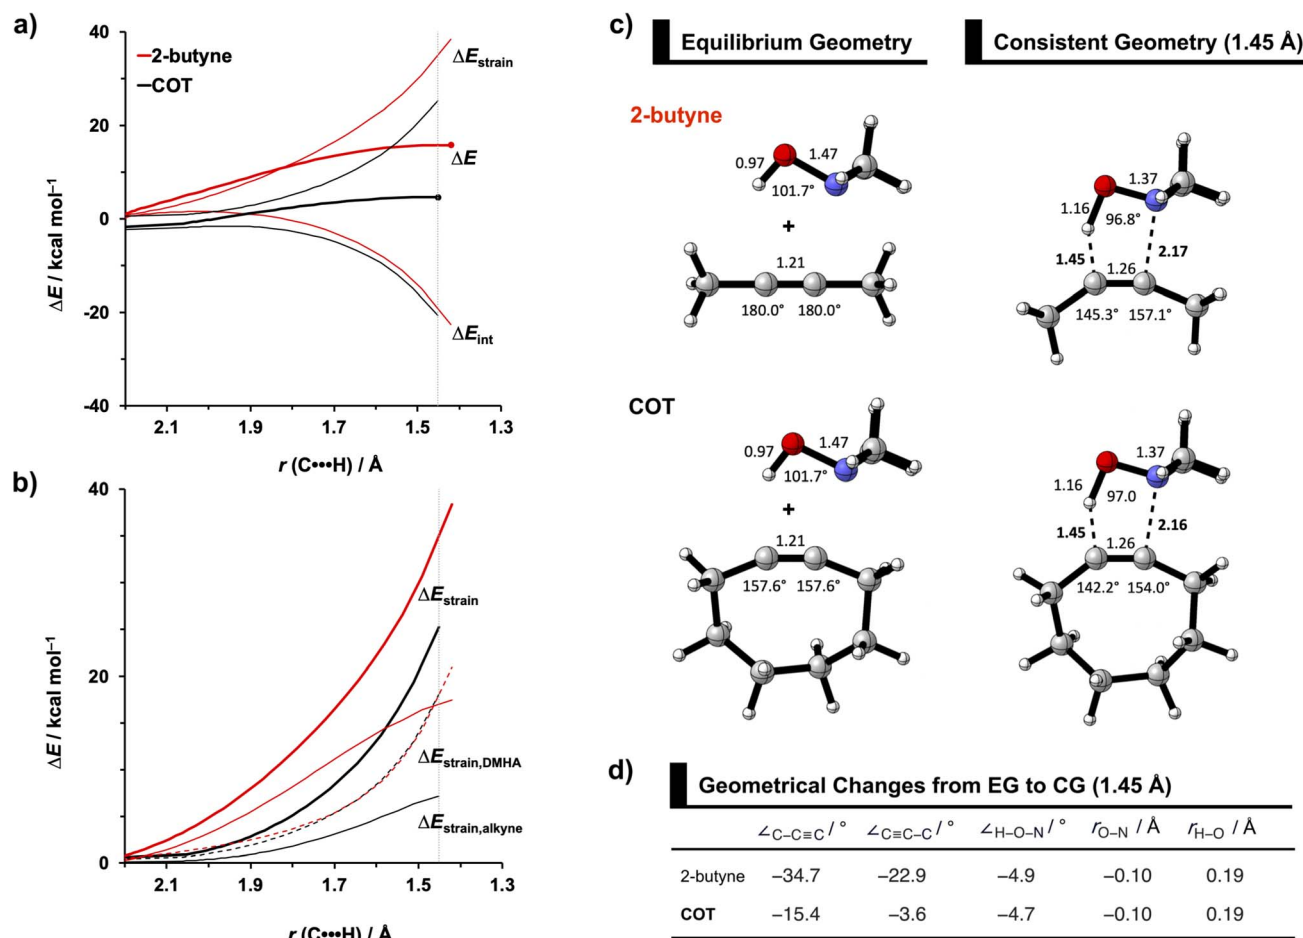 a)
40
20
0
-20
-40
ΔE / kcal mol⁻¹
2-butyne
COT
ΔEstrain
ΔE
ΔEint
2.1 1.9 1.7 1.5 1.3
r (C•••H) / Å
b)
40
20
0
ΔE / kcal mol⁻¹
ΔEstrain
ΔEstrain,DMHA
ΔEstrain,alkyne
2.1 1.9 1.7 1.5 1.3
r (C•••H) / Å
c)
Equilibrium Geometry
Consistent Geometry (1.45 Å)
2-butyne
0.97
1.47
101.7°
+
1.21
180.0° 180.0°
1.37
1.16
96.8°
1.45
2.17
1.26
145.3° 157.1°
COT
0.97
1.47
101.7°
+
1.21
157.6° 157.6°
1.37
1.16
97.0
1.45
2.16
1.26
142.2° 154.0°
d)
Geometrical Changes from EG to CG (1.45 Å)
∠C–C≡C / ° ∠C≡C–C / ° ∠H–O–N / ° rO–N / Å rH–O / Å
2-butyne –34.7 –22.9 –4.9 –0.10 0.19
COT –15.4 –3.6 –4.7 –0.10 0.19